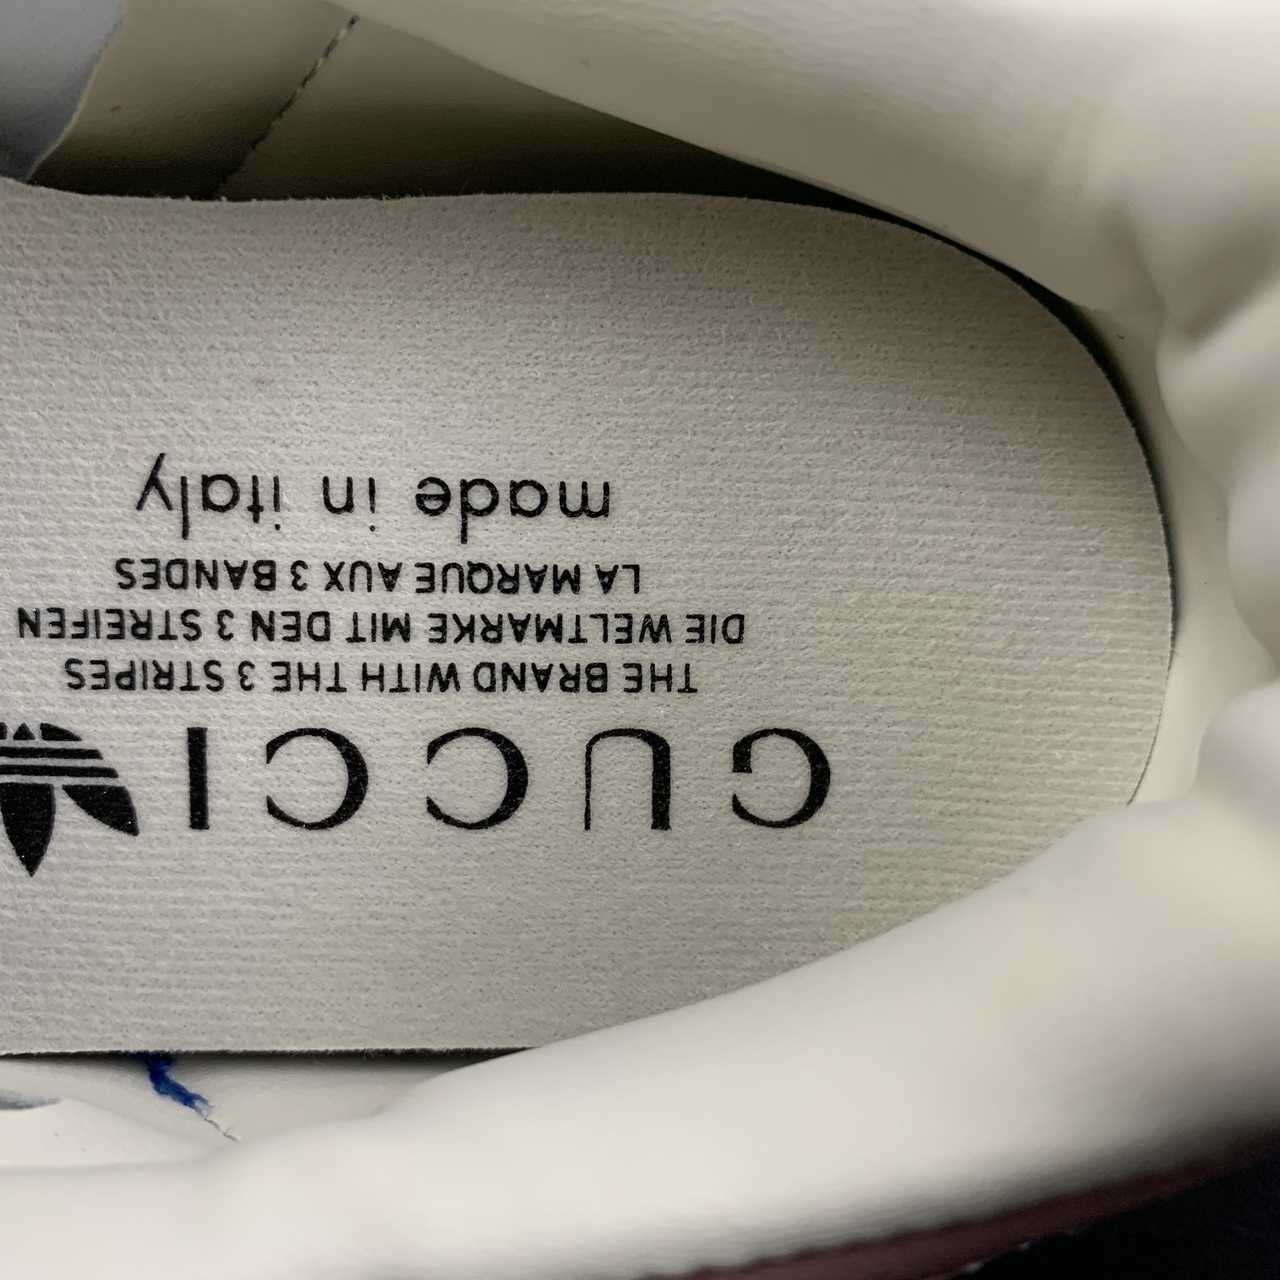 GUCCI
THE BRAND WITH THE 3 STRIPES
DIE WELTMARKE MIT DEN 3 STREIFEN
LA MARQUE AUX 3 BANDES
made in italy